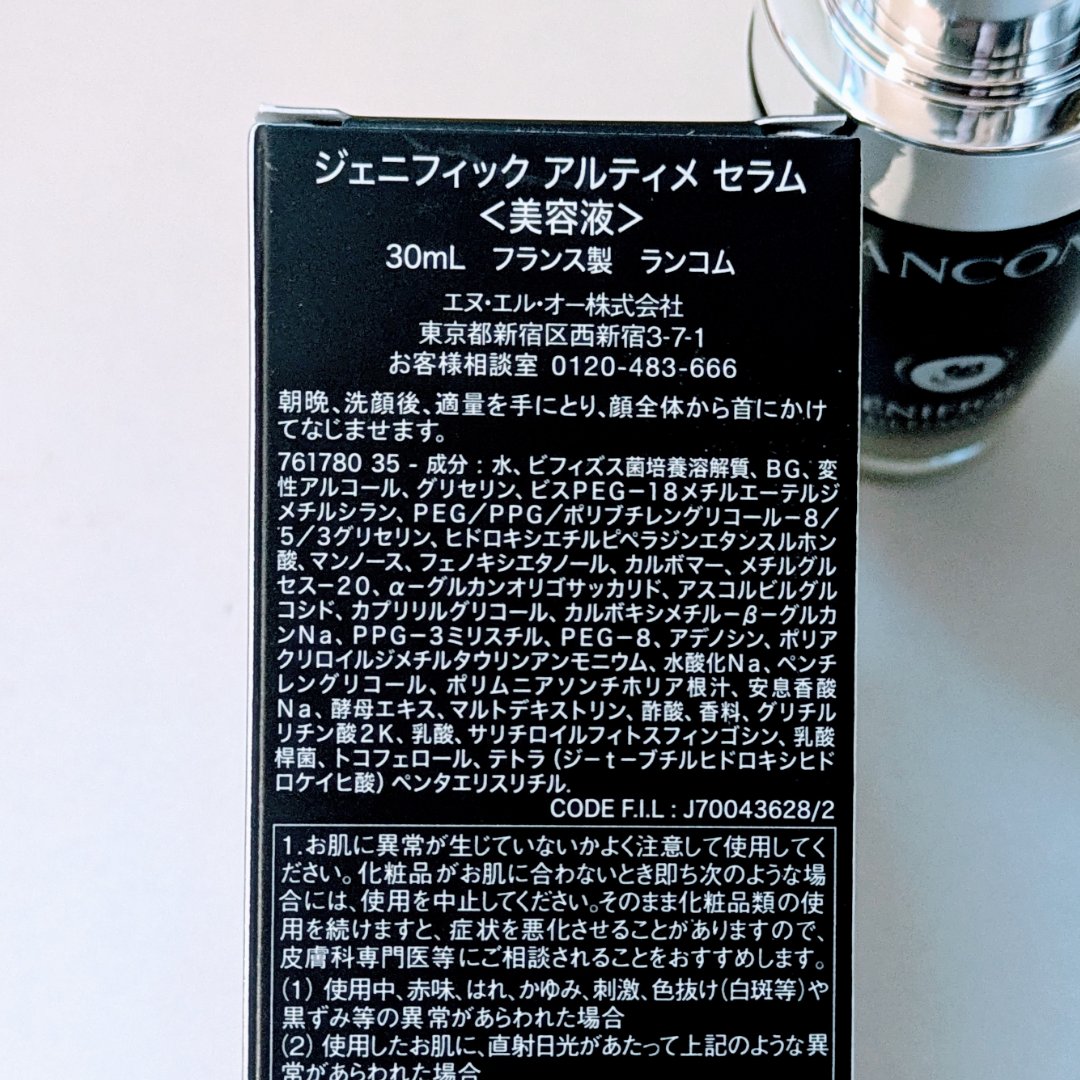 ジェニフィック アルティメ セラム
<美容液>
30mL フランス製 ランコム
エヌ・エル・オー株式会社
東京都新宿区西新宿3-7-1
お客様相談室 0120-483-666
朝晩、洗顔後、適量を手にとり、顔全体から首にかけ
てなじませます。
761780 35 - 成分 : 水、ビフィズス菌培養溶解質、BG、変
性アルコール、グリセリン、ビスPEG－18メチルエーテルジ
メチルシラン、PEG／PPG／ポリブチレングリコール－8／
5／3グリセリン、ヒドロキシエチルピペラジンエタンスルホン
酸、マンノース、フェノキシエタノール、カルボマー、メチルグル
セス－20、α－グルカンオリゴサッカリド、アスコルビルグル
コシド、カプリリルグリコール、カルボキシメチル－β－グルカ
ンNa、PPG－3ミリスチル、PEG－8、アデノシン、ポリア
クリロイルジメチルタウリンアンモニウム、水酸化Na、ペンチ
レングリコール、ポリムニアソンチホリア根汁、安息香酸
Na、酵母エキス、マルトデキストリン、酢酸、香料、グリチル
リチン酸2K、乳酸、サリチロイルフィトスフィンゴシン、乳酸
桿菌、トコフェロール、テトラ（ジ－t－ブチルヒドロキシヒド
ロケイヒ酸）ペンタエリスリチル.
CODE F.I.L : J70043628/2
1.お肌に異常が生じていないかよく注意して使用してく
ださい。化粧品がお肌に合わないとき即ち次のような場
合には、使用を中止してください。そのまま化粧品類の使
用を続けますと、症状を悪化させることがありますので、
皮膚科専門医等にご相談されることをおすすめします。
(1) 使用中、赤味、はれ、かゆみ、刺激、色抜け(白斑等)や
黒ずみ等の異常があらわれた場合
(2) 使用したお肌に、直射日光があたって上記のような異
常があらわれた場合
ANCOM